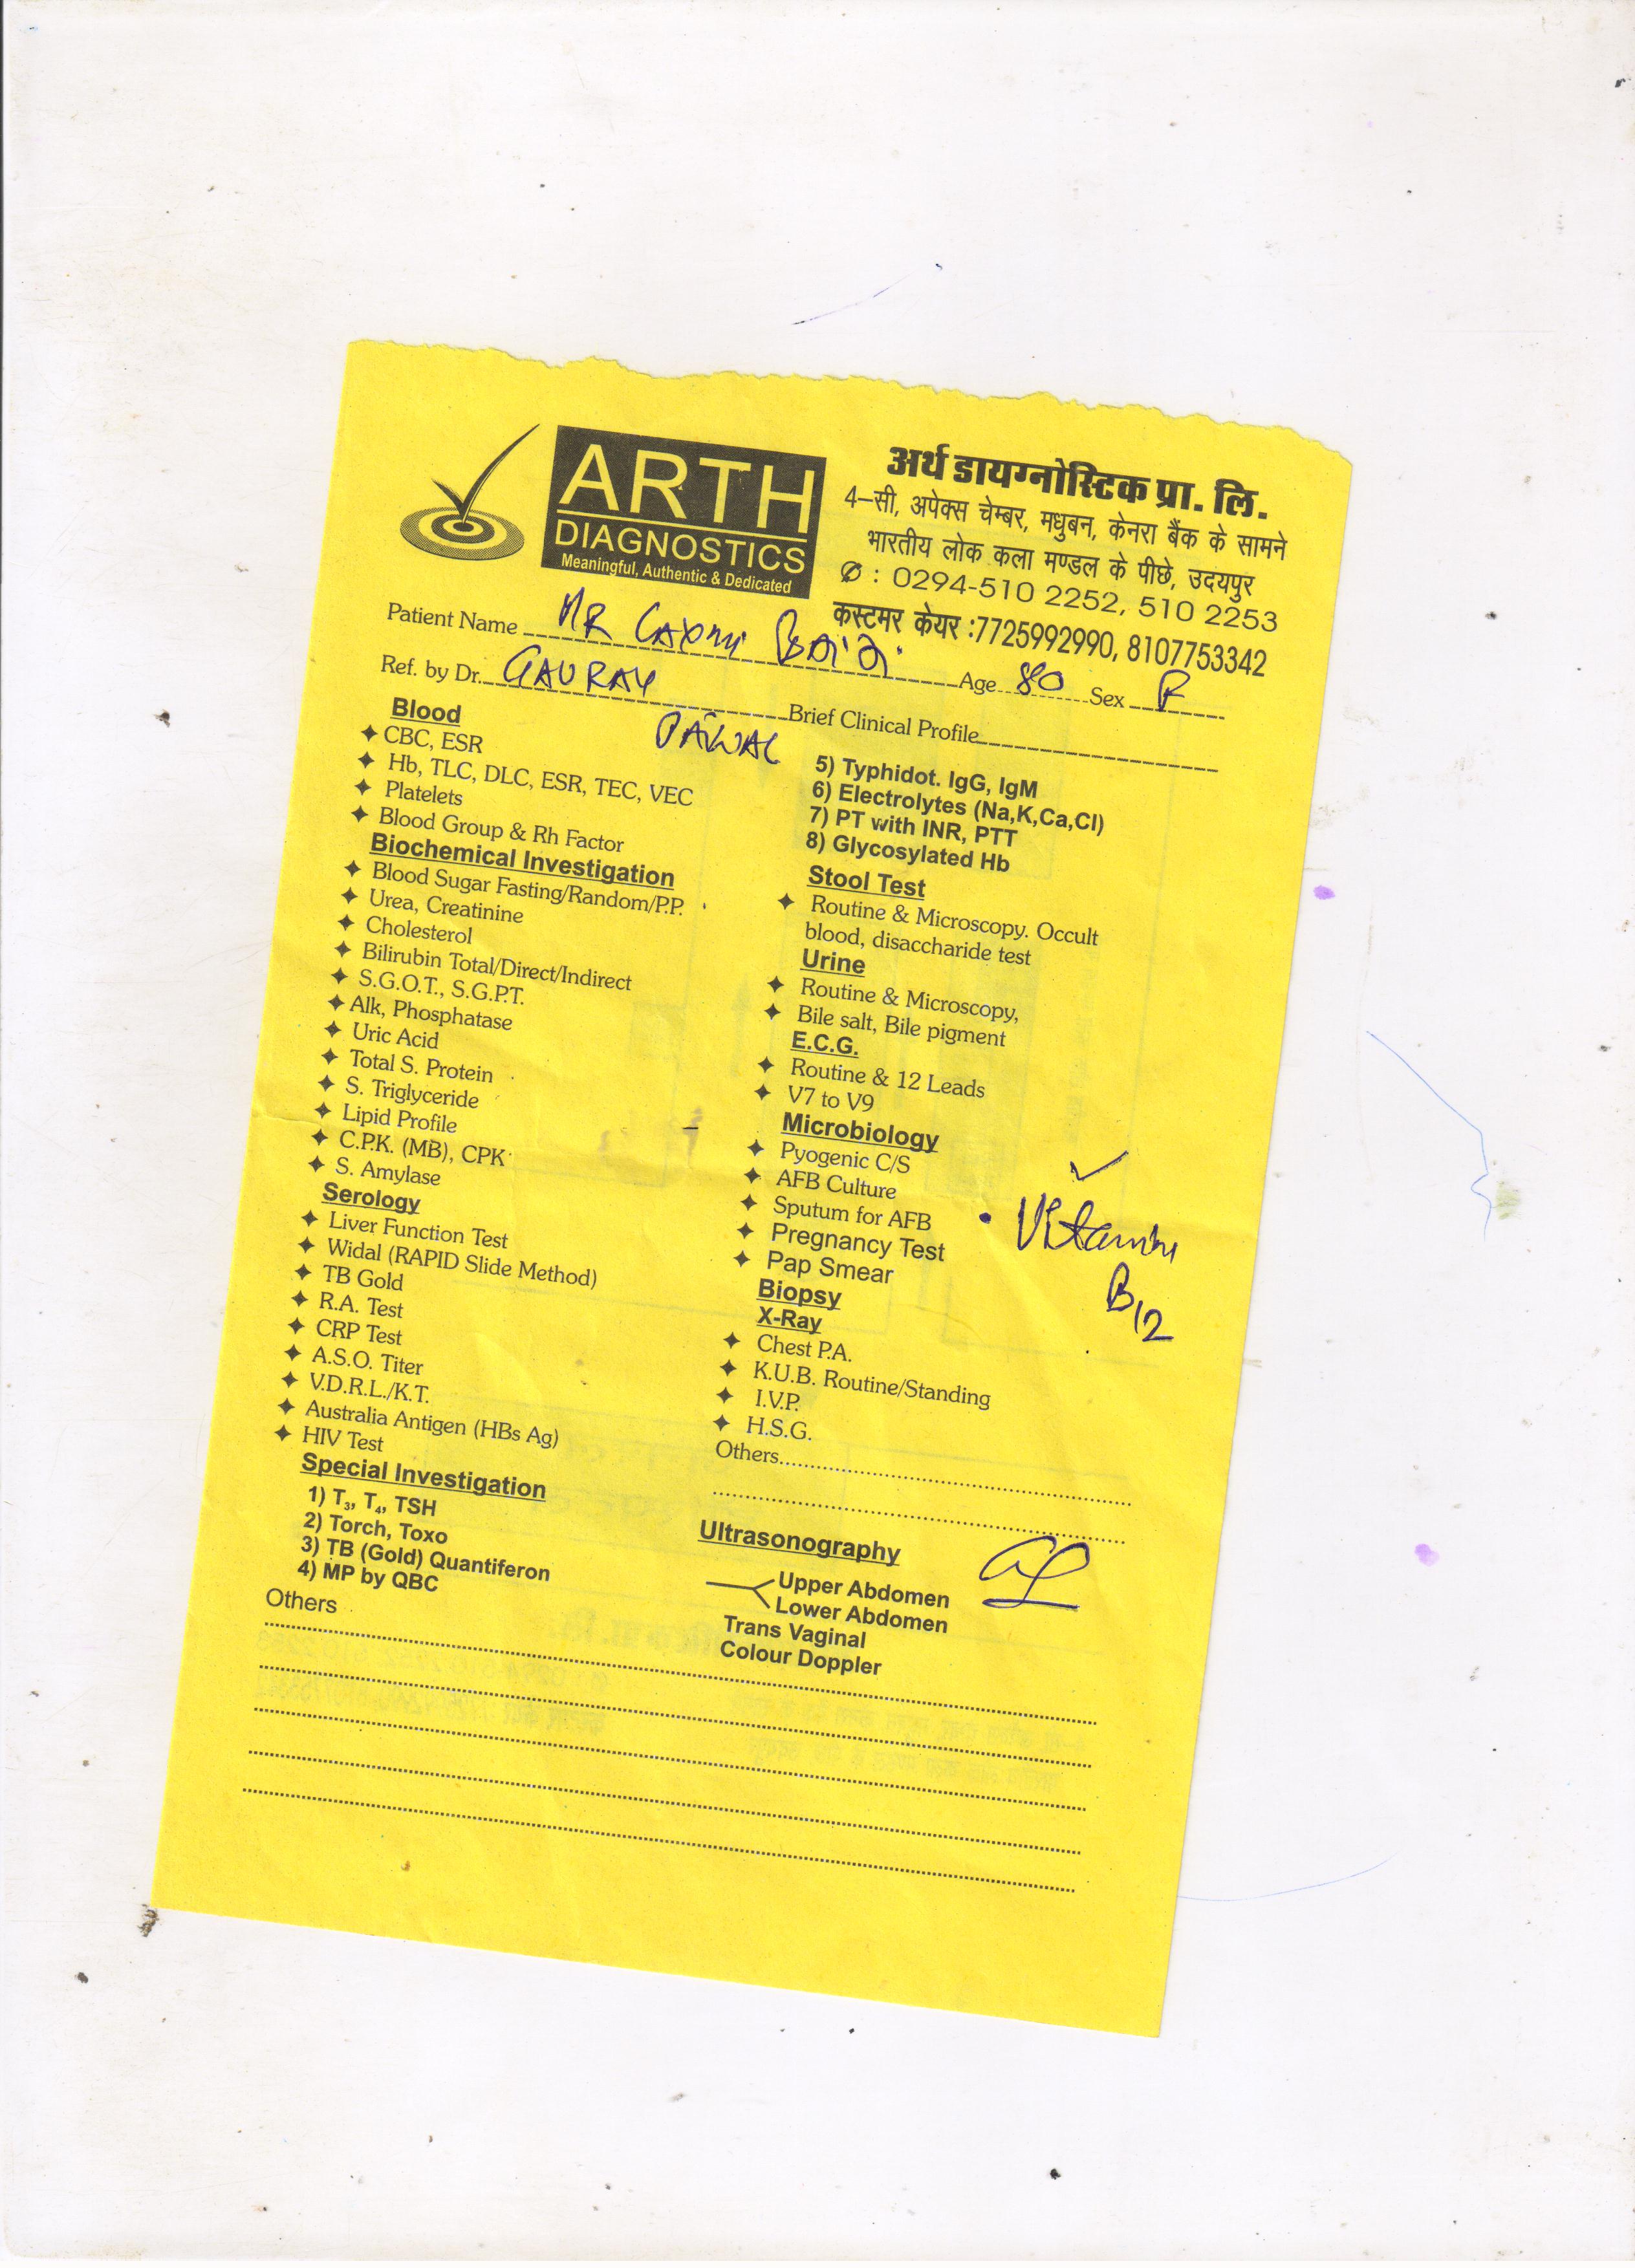 ARTH
DIAGNOSTICS
Meaningful, Authentic & Dedicated
अर्थ डायग्नोस्टिक प्रा. लि.
4–सी, अपेक्स चेम्बर, मधुबन, केनरा बैंक के सामने
भारतीय लोक कला मण्डल के पीछे, उदयपुर
✆ : 0294-510 2252, 510 2253
कस्टमर केयर :7725992990, 8107753342
Patient Name MR Laxmi
Age 80 Sex F
Ref. by Dr. GAURAV
Brief Clinical Profile
Blood
CBC, ESR
Hb, TLC, DLC, ESR, TEC, VEC
Platelets
Blood Group & Rh Factor
Biochemical Investigation
Blood Sugar Fasting/Random/P.P.
Urea, Creatinine
Cholesterol
Bilirubin Total/Direct/Indirect
S.G.O.T., S.G.P.T.
Alk, Phosphatase
Uric Acid
Total S. Protein
S. Triglyceride
Lipid Profile
C.P.K. (MB), CPK
S. Amylase
Serology
Liver Function Test
Widal (RAPID Slide Method)
TB Gold
R.A. Test
CRP Test
A.S.O. Titer
V.D.R.L./K.T.
Australia Antigen (HBs Ag)
HIV Test
Special Investigation
1) T3, T4, TSH
2) Torch, Toxo
3) TB (Gold) Quantiferon
4) MP by QBC
Others
5) Typhidot. IgG, IgM
6) Electrolytes (Na,K,Ca,Cl)
7) PT with INR, PTT
8) Glycosylated Hb
Stool Test
Routine & Microscopy. Occult
blood, disaccharide test
Urine
Routine & Microscopy,
Bile salt, Bile pigment
E.C.G.
Routine & 12 Leads
V7 to V9
Microbiology
Pyogenic C/S
AFB Culture
Sputum for AFB
Pregnancy Test
Pap Smear
Vitamin
B12
Biopsy
X-Ray
Chest P.A.
K.U.B. Routine/Standing
I.V.P.
H.S.G.
Others
Ultrasonography
Upper Abdomen
Lower Abdomen
Trans Vaginal
Colour Doppler